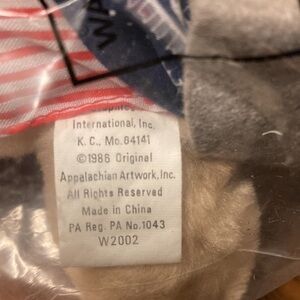 WA
International, Inc.
K. C., Mo. 64141
©1986 Original
Appalachian Artwork, Inc.
All Rights Reserved
Made in China
PA Reg. PA No. 1043
W2002